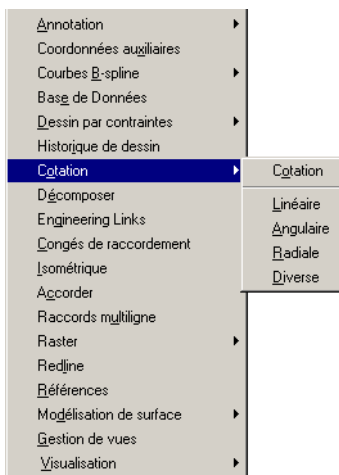 Annotation
Coordonnées auxiliaires
Courbes B-spline
Base de Données
Dessin par contraintes
Historique de dessin
Cotation
Décomposer
Engineering Links
Congés de raccordement
Isométrique
Accorder
Raccords multiligne
Raster
Redline
Références
Modélisation de surface
Gestion de vues
Visualisation
Cotation
Linéaire
Angulaire
Radiale
Diverse